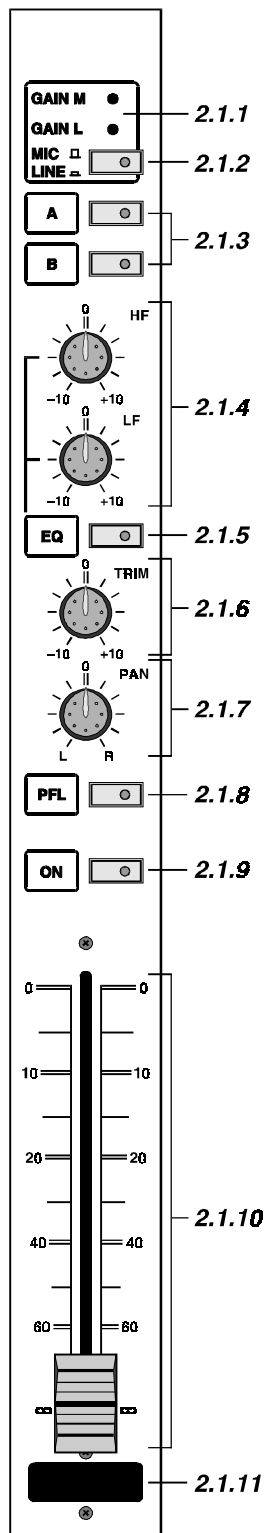 GAIN M
2.1.1
GAIN L
MIC
2.1.2
LINE
A
2.1.3
B
0
HF
-10 +10
2.1.4
0
LF
-10 +10
EQ
2.1.5
0
TRIM
2.1.6
-10 +10
0
PAN
2.1.7
L R
PFL
2.1.8
ON
2.1.9
0 0
10 10
20 20
2.1.10
40 40
60 60
∞ ∞
2.1.11